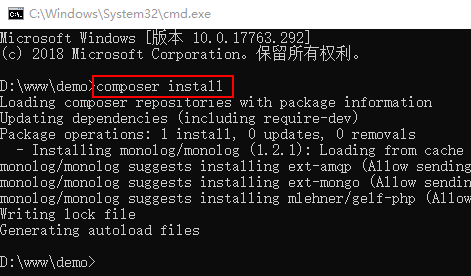 C:\Windows\System32\cmd.exe
Microsoft Windows [版本 10.0.17763.292]
(c) 2018 Microsoft Corporation。保留所有权利。
D:\www\demo>composer install
Loading composer repositories with package information
Updating dependencies (including require-dev)
Package operations: 1 install, 0 updates, 0 removals
  - Installing monolog/monolog (1.2.1): Loading from cache
monolog/monolog suggests installing ext-amqp (Allow sending
monolog/monolog suggests installing ext-mongo (Allow sendin
monolog/monolog suggests installing mlehner/gelf-php (Allow
Writing lock file
Generating autoload files
D:\www\demo>